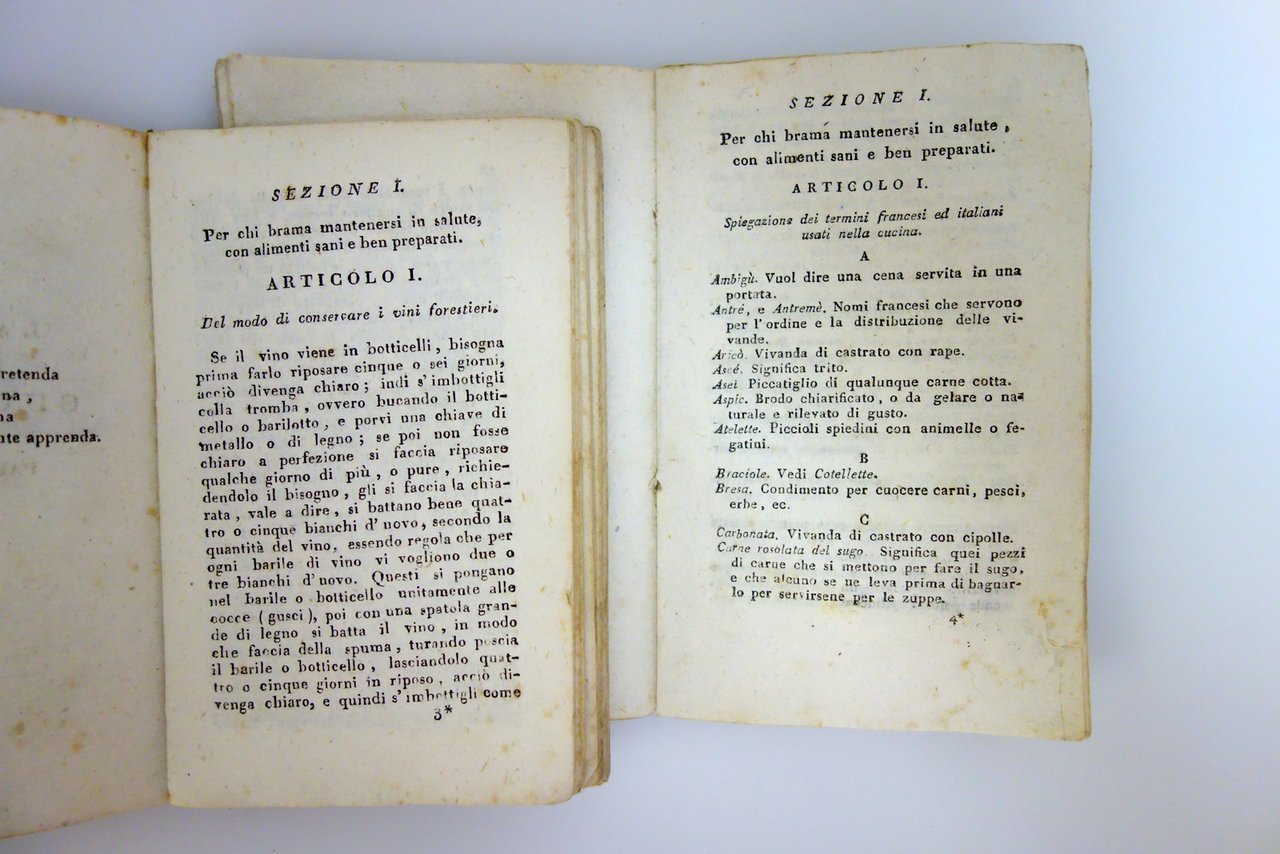 retenda
na,
na
nte apprenda.
SEZIONE I.
Per chi brama mantenersi in salute,
con alimenti sani e ben preparati.
ARTICOLO I.
Del modo di conservare i vini forestieri.
Se il vino viene in botticelli, bisogna
prima farlo riposare cinque o sei giorni,
acciò divenga chiaro; indi s'imbottigli
colla tromba, ovvero bucando il botti-
cello o barilotto, e porvi una chiave di
metallo o di legno; se poi non fosse
chiaro a perfezione si faccia riposare
qualche giorno di più, o pure, richie-
dendolo il bisogno, gli si faccia la chia-
rata, vale a dire, si battano bene quat-
tro o cinque bianchi d'novo, secondo la
quantità del vino, essendo regola che per
ogni barile di vino vi vogliono due o
tre bianchi d'novo. Questi si pongano
nel barile o botticello unitamente alle
cocce (gusci), poi con una spatola gran-
de di legno si batta il vino, in modo
che faccia della spuma, turando poscia
il barile o botticello, lasciandolo quat-
tro o cinque giorni in riposo, acciò di-
venga chiaro, e quindi s'imbottigli come
3*
SEZIONE I.
Per chi brama mantenersi in salute,
con alimenti sani e ben preparati.
ARTICOLO I.
Spiegazione dei termini francesi ed italiani
usati nella cucina.
A
Ambigù. Vuol dire una cena servita in una
portata.
Antré, e Antremè. Nomi francesi che servono
per l'ordine e la distribuzione delle vi-
vande.
Aricò. Vivanda di castrato con rape.
Ascé. Significa trito.
Asei Piccatiglio di qualunque carne cotta.
Aspic. Brodo chiarificato, o da gelare o na-
turale e rilevato di gusto.
Atelette. Piccioli spiedini con animelle o fe-
gatini.
B
Braciole. Vedi Cotellette.
Bresa. Condimento per cuocere carni, pesci,
erbe, ec.
C
Carbonata. Vivanda di castrato con cipolle.
Carne rosolata del sugo. Significa quei pezzi
di carne che si mettono per fare il sugo,
e che alcuno se ne leva prima di bagnar-
lo per servirsene per le zuppe.
4*